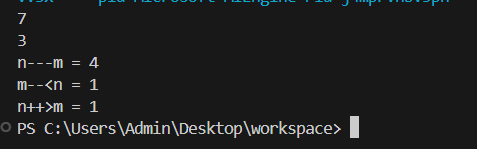 7
3
n---m = 4
m--<n = 1
n++>m = 1
PS C:\Users\Admin\Desktop\workspace>